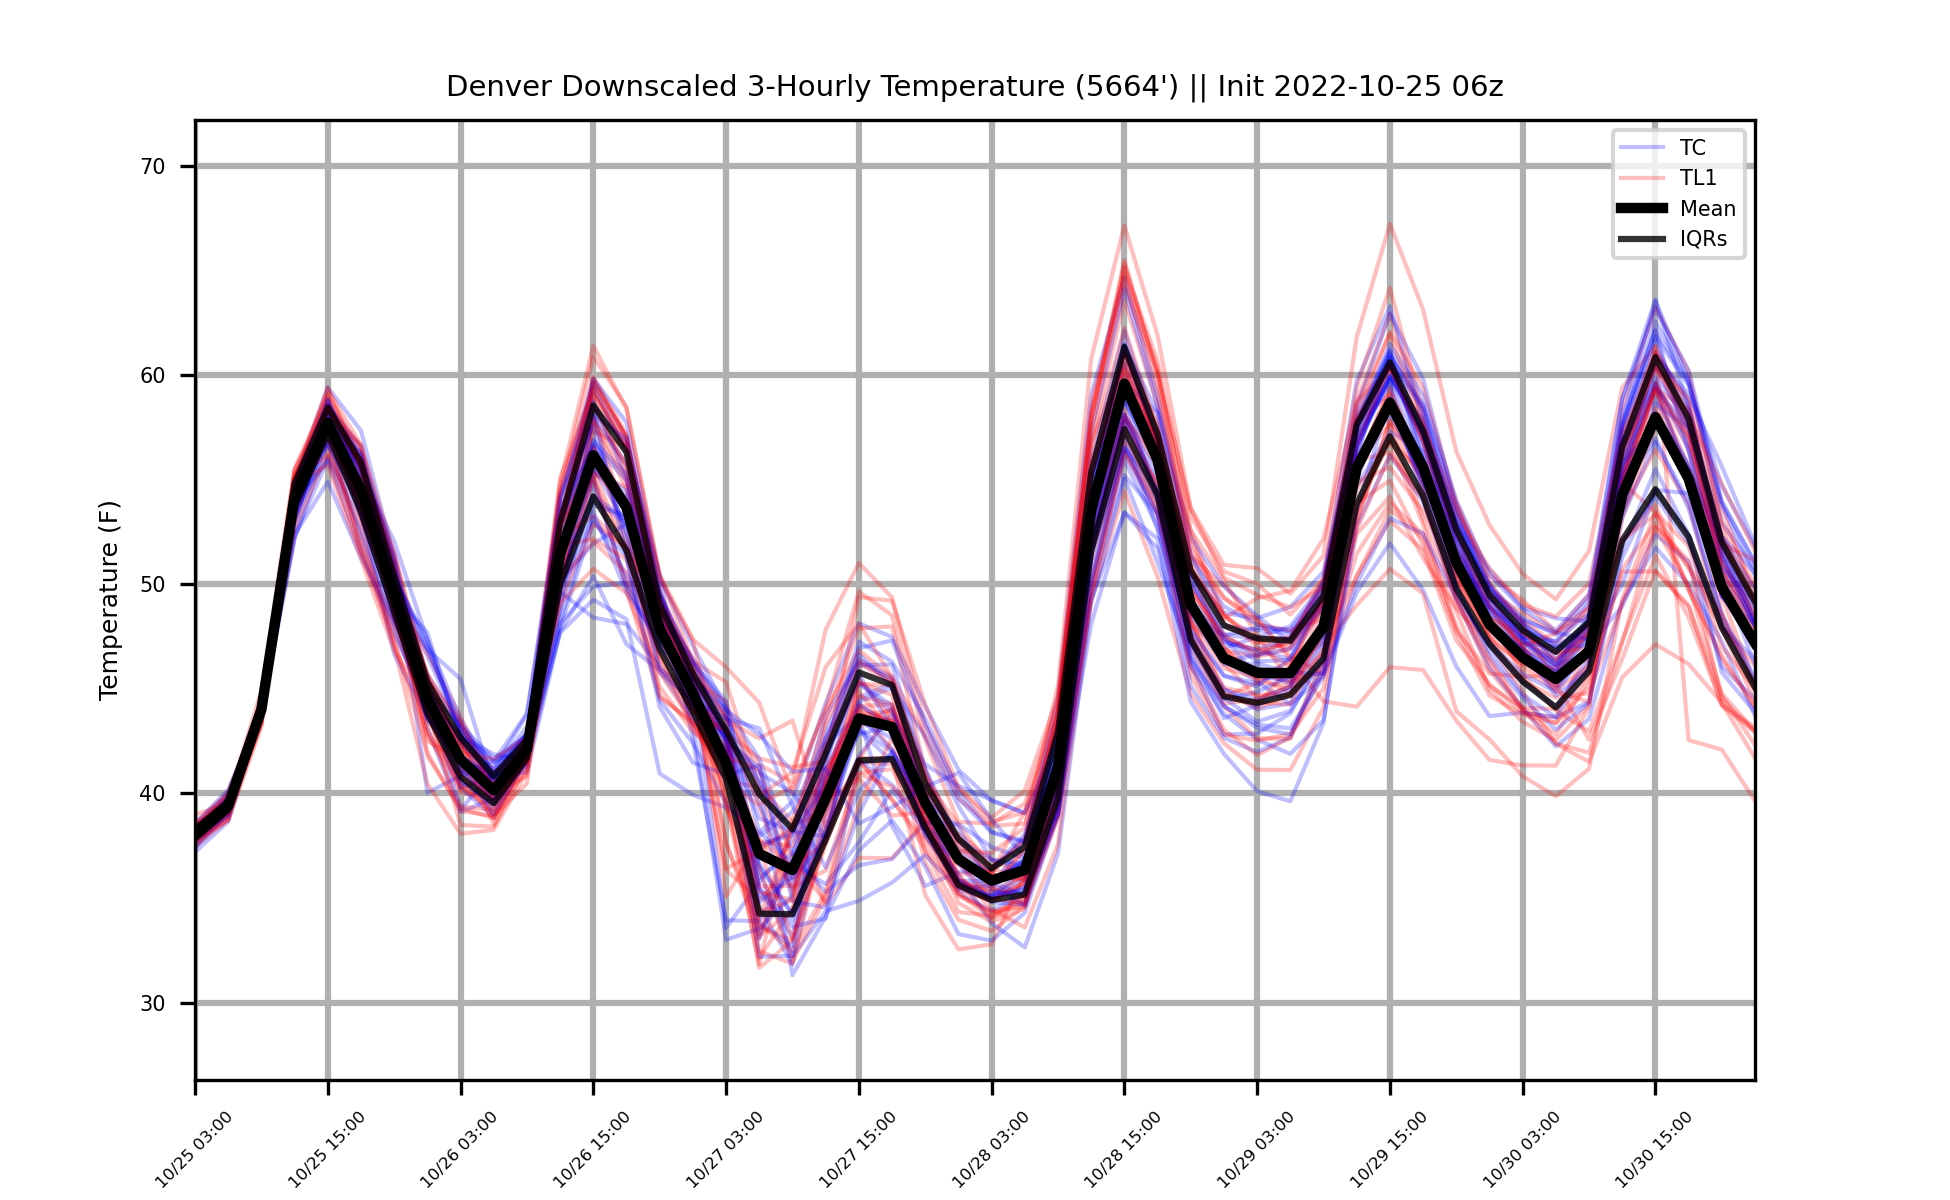 Denver Downscaled 3-Hourly Temperature (5664') || Init 2022-10-25 06z
TC
TL1
Mean
IQRs
Temperature (F)
70
60
50
40
30
10/25 03:00
10/25 15:00
10/26 03:00
10/26 15:00
10/27 03:00
10/27 15:00
10/28 03:00
10/28 15:00
10/29 03:00
10/29 15:00
10/30 03:00
10/30 15:00